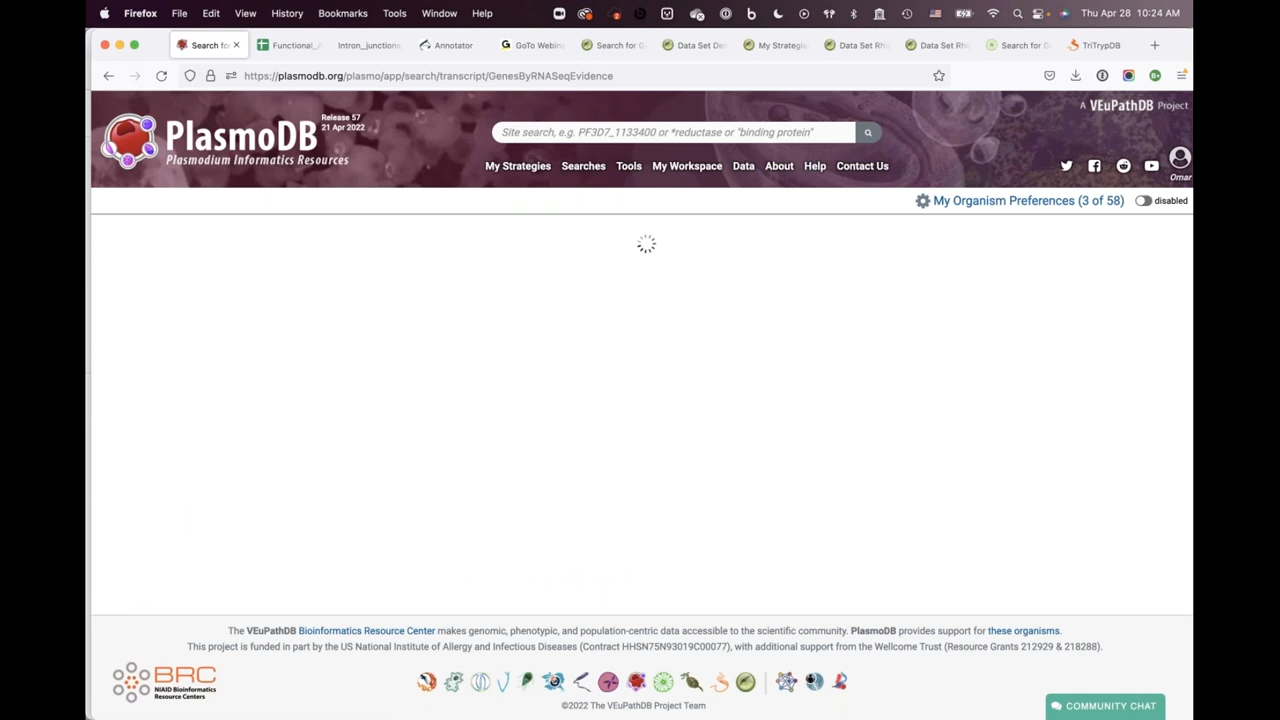 Firefox File Edit View History Bookmarks Tools Window Help Thu Apr 28 10:24 AM
Search for Functional_A Intron_junctions Annotator GoTo Webin Search for G Data Set De My Strategie Data Set Rhi Data Set Rhi Search for G TriTrypDB
https://plasmodb.org/plasmo/app/search/transcript/GenesByRNASeqEvidence
A VEuPathDB Project
Release 57
21 Apr 2022
PlasmoDB
Plasmodium Informatics Resources
Site search, e.g. PF3D7_1133400 or *reductase or "binding protein"
My Strategies Searches Tools My Workspace Data About Help Contact Us
Omar
My Organism Preferences (3 of 58) disabled
The VEuPathDB Bioinformatics Resource Center makes genomic, phenotypic, and population-centric data accessible to the scientific community. PlasmoDB provides support for these organisms.
This project is funded in part by the US National Institute of Allergy and Infectious Diseases (Contract HHSN75N93019C00077), with additional support from the Wellcome Trust (Resource Grants 212929 & 218288).
BRC
NIAID Bioinformatics
Resource Centers
©2022 The VEuPathDB Project Team
COMMUNITY CHAT